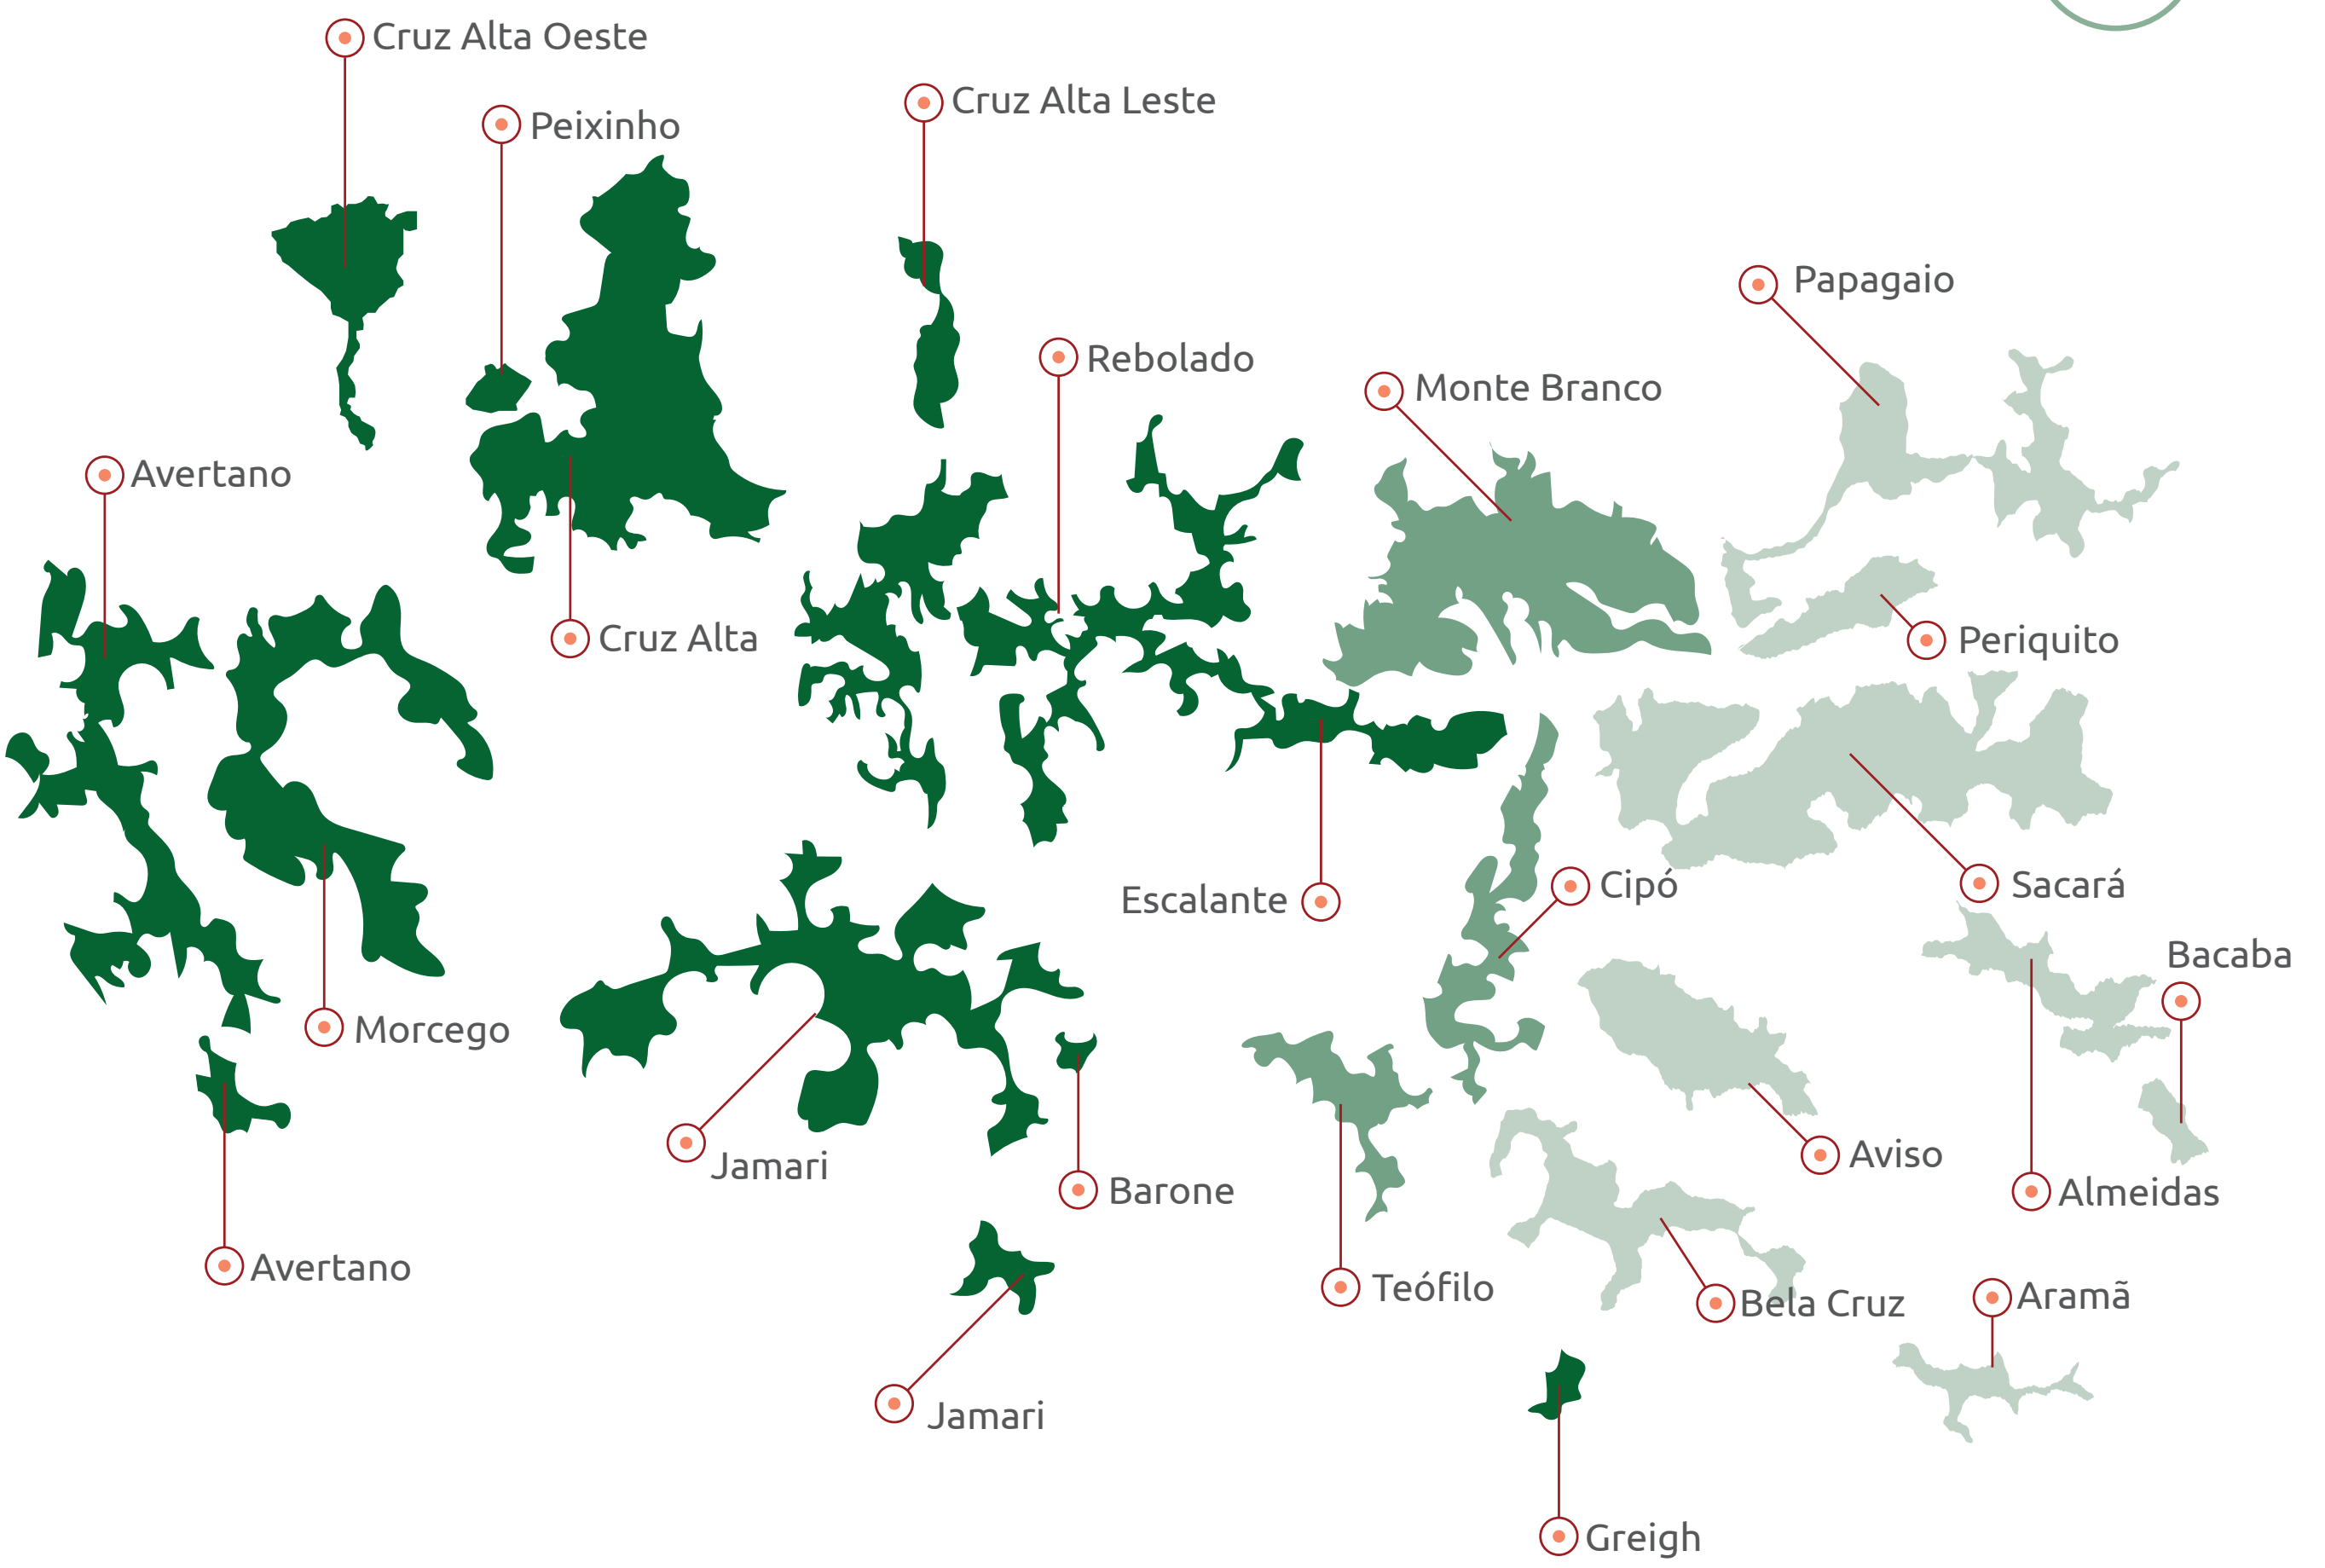 Cruz Alta Oeste
Cruz Alta Leste
Peixinho
Papagaio
Rebolado
Monte Branco
Avertano
Cruz Alta
Periquito
Escalante
Cipó
Sacará
Bacaba
Morcego
Aviso
Jamari
Barone
Almeidas
Avertano
Teófilo
Bela Cruz
Aramã
Jamari
Greigh